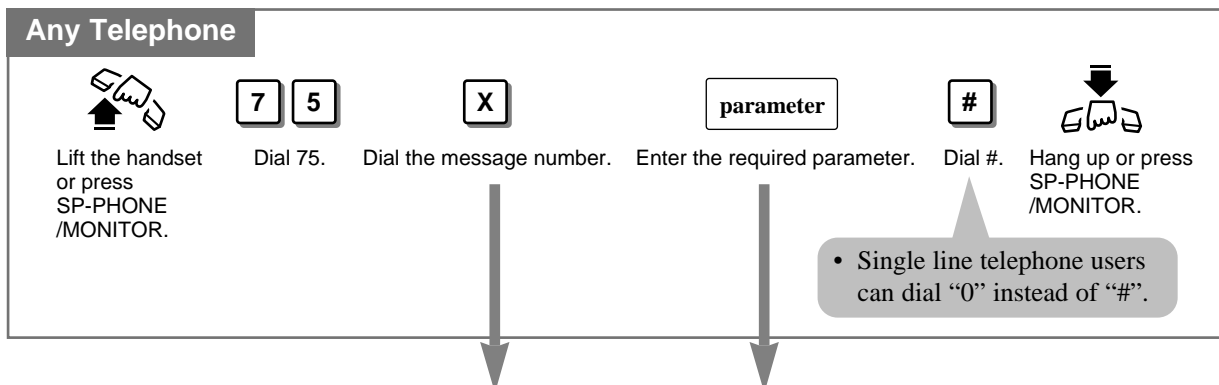 Any Telephone
7 5 X parameter #
Lift the handset
or press
SP-PHONE
/MONITOR.
Dial 75.
Dial the message number.
Enter the required parameter.
Dial #.
Hang up or press
SP-PHONE
/MONITOR.
• Single line telephone users
can dial “0” instead of “#”.